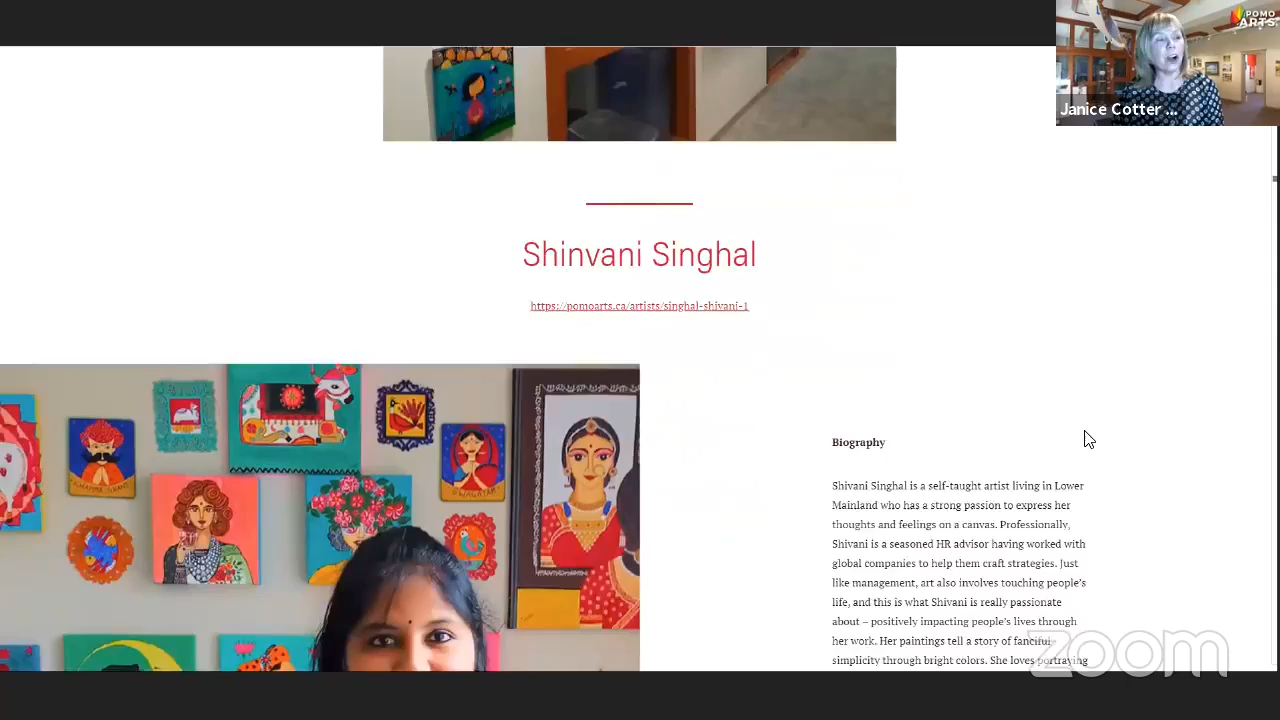 POMO
ARTS
Janice Cotter ...
Shinvani Singhal
https://pomoarts.ca/artists/singhal-shivani-1
Biography
Shivani Singhal is a self-taught artist living in Lower
Mainland who has a strong passion to express her
thoughts and feelings on a canvas. Professionally,
Shivani is a seasoned HR advisor having worked with
global companies to help them craft strategies. Just
like management, art also involves touching people's
life, and this is what Shivani is really passionate
about – positively impacting people's lives through
her work. Her paintings tell a story of fanciful
simplicity through bright colors. She loves portraying
zoom